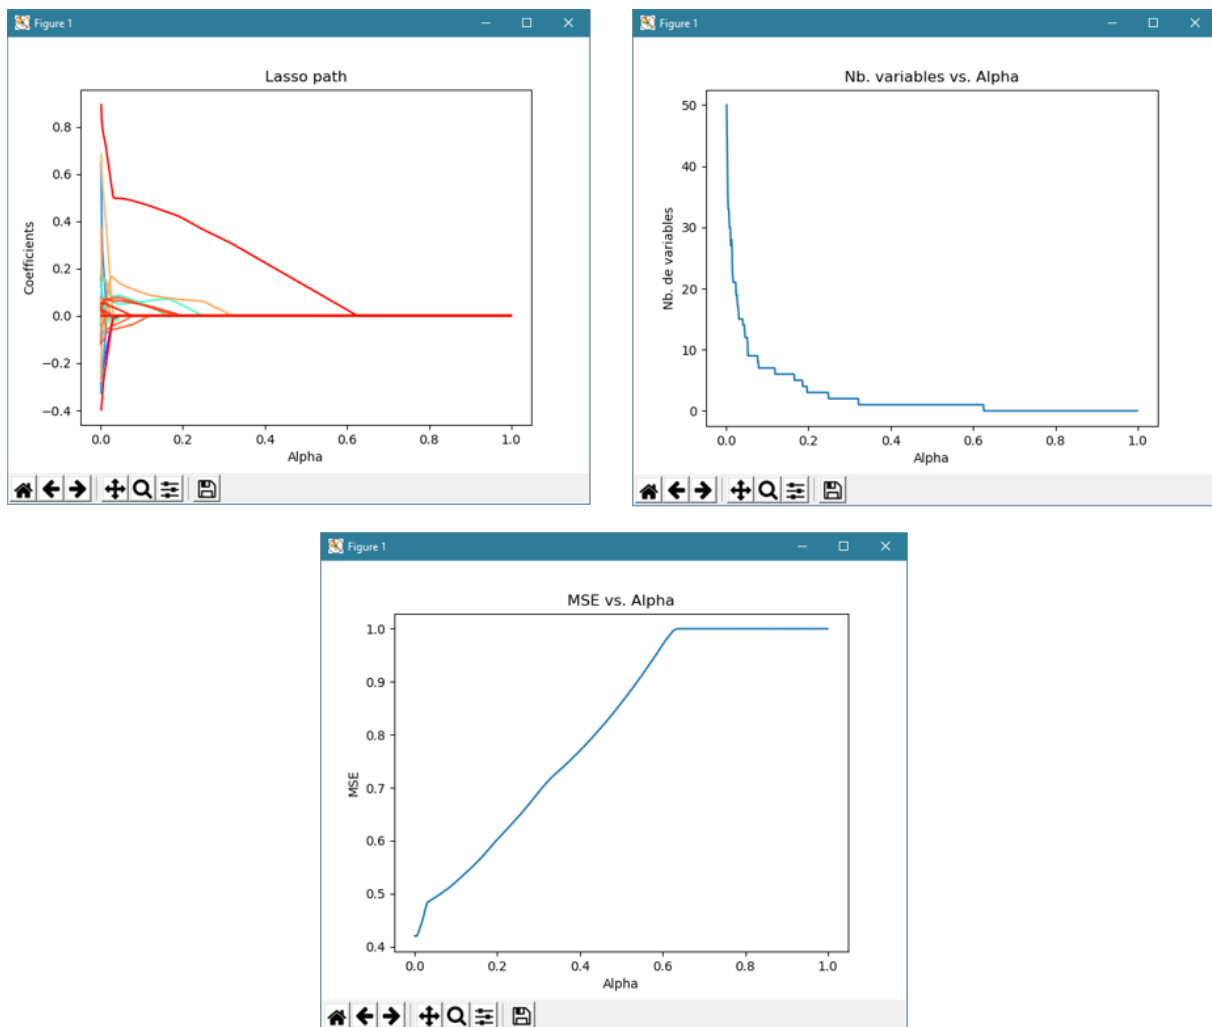 Figure 1
Lasso path
0.8
0.6
0.4
0.2
0.0
−0.2
−0.4
Coefficients
0.0 0.2 0.4 0.6 0.8 1.0
Alpha
Figure 1
Nb. variables vs. Alpha
50
40
30
20
10
0
Nb. de variables
0.0 0.2 0.4 0.6 0.8 1.0
Alpha
Figure 1
MSE vs. Alpha
1.0
0.9
0.8
0.7
0.6
0.5
0.4
MSE
0.0 0.2 0.4 0.6 0.8 1.0
Alpha